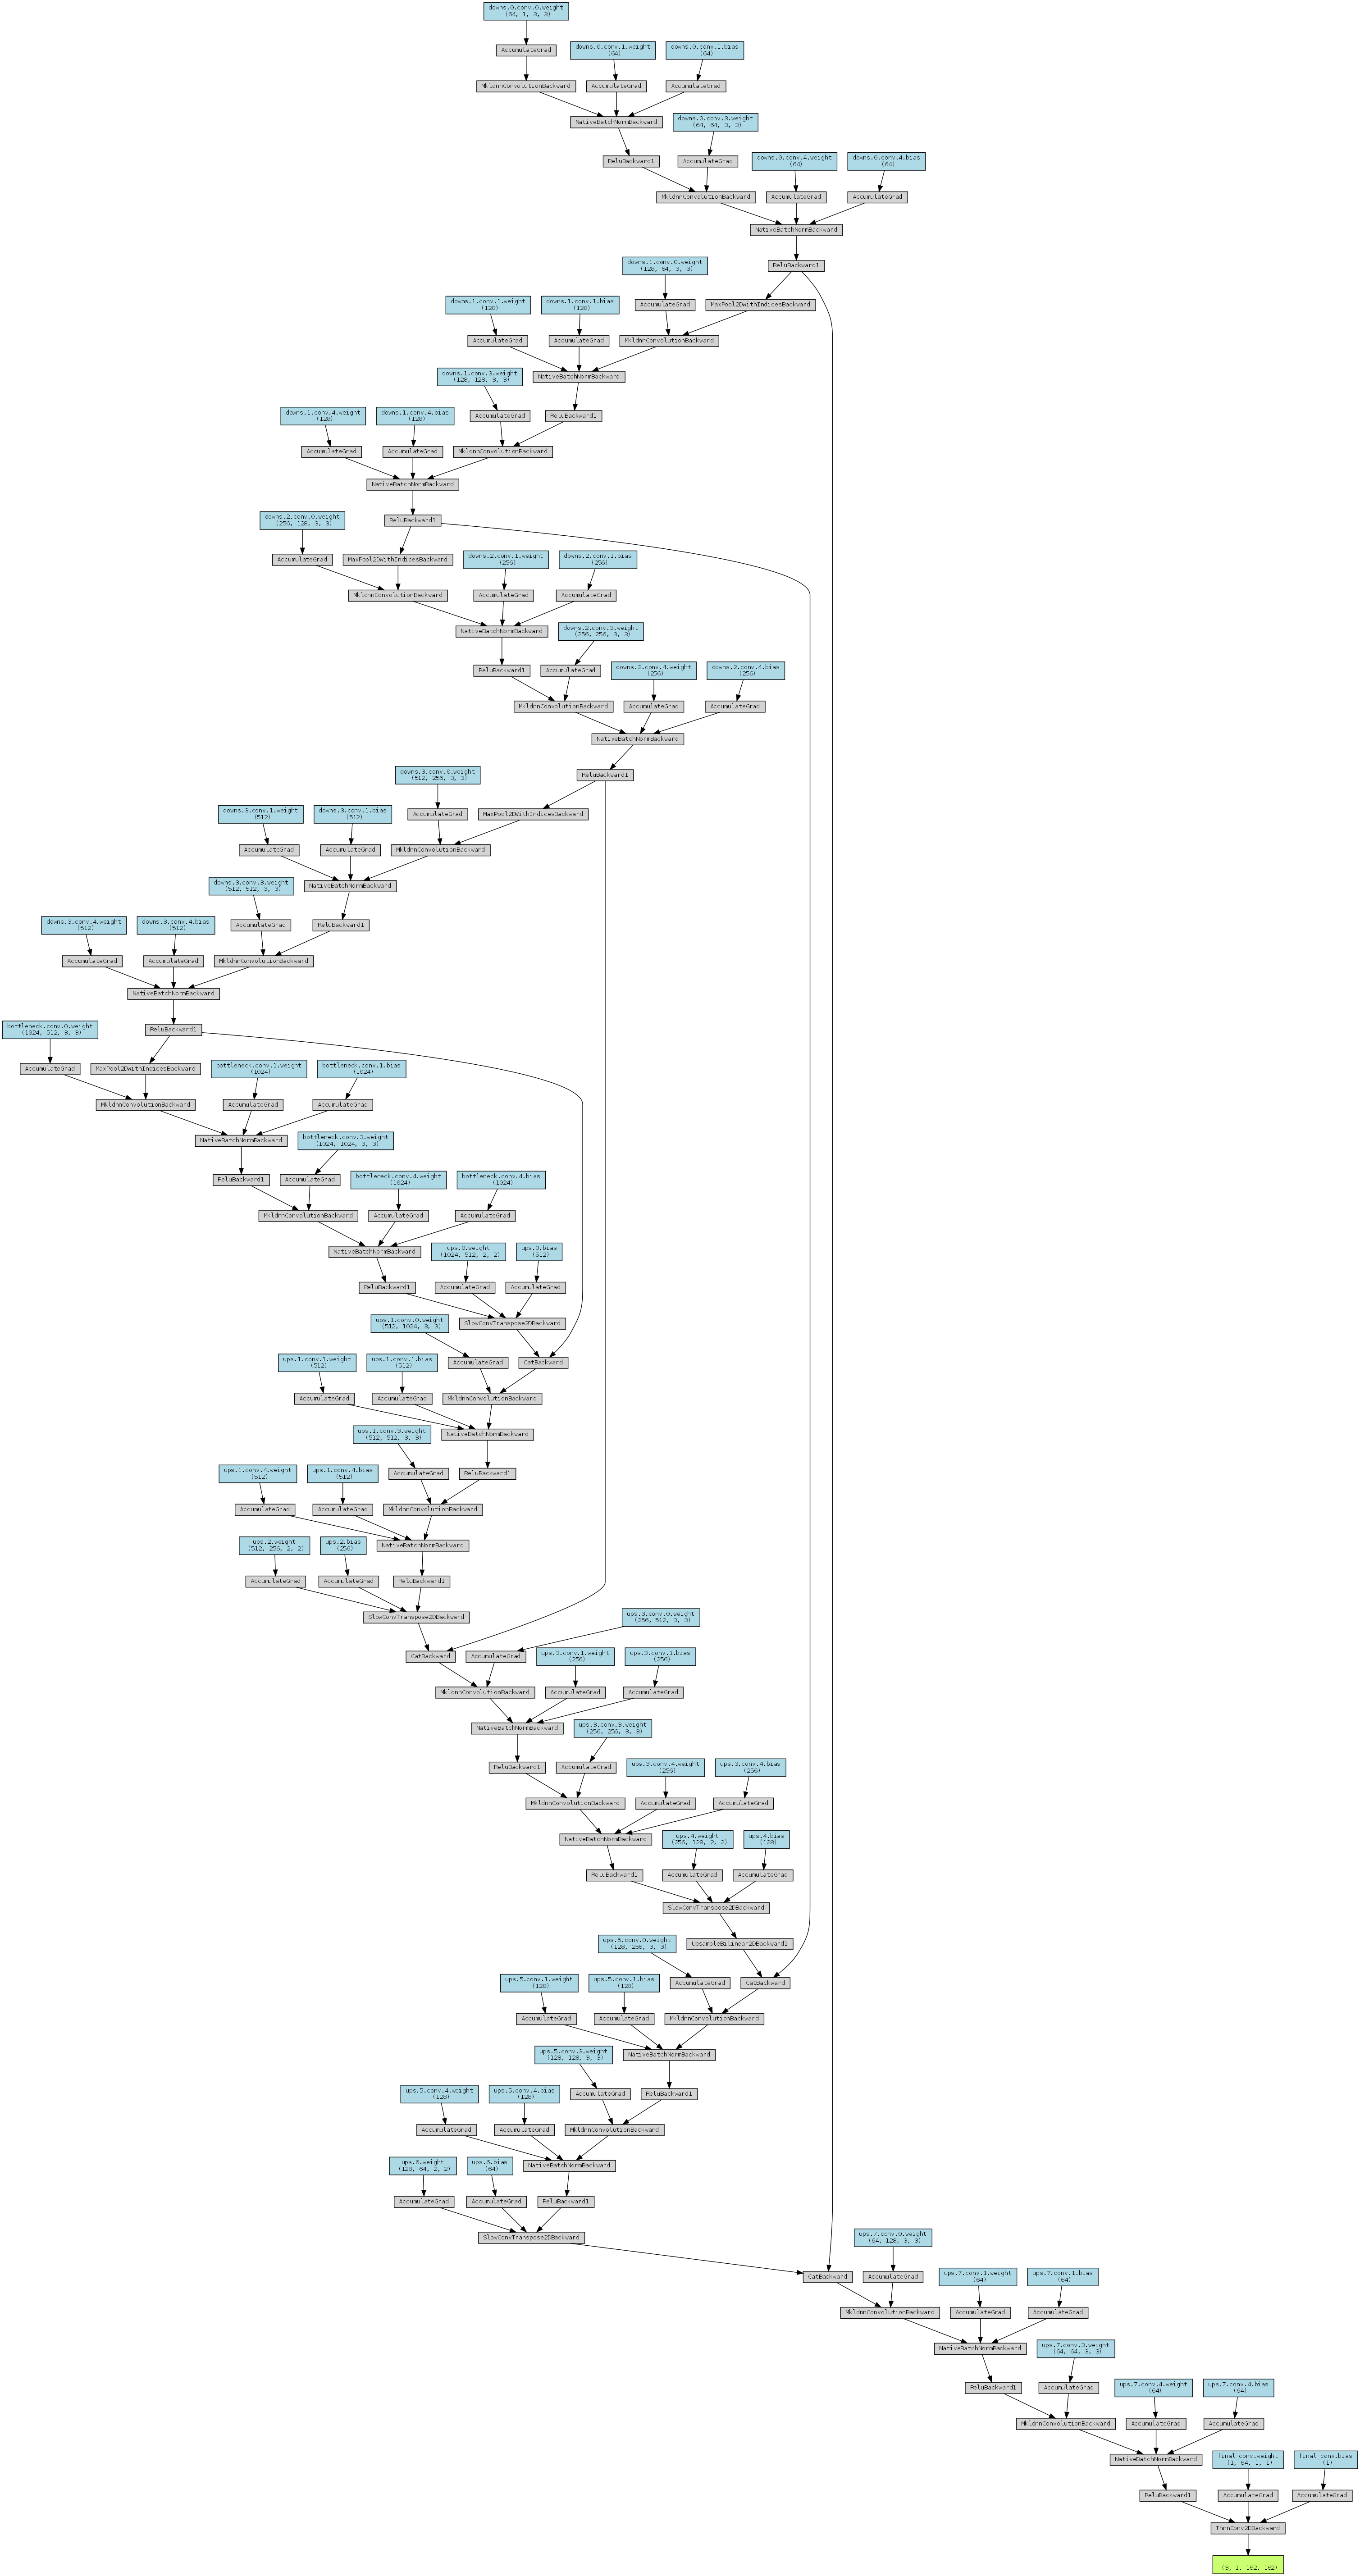 downs.0.conv.0.weight
(64, 1, 3, 3)
AccumulateGrad
downs.0.conv.1.weight
(64)
downs.0.conv.1.bias
(64)
MkldnnConvolutionBackward
AccumulateGrad
AccumulateGrad
NativeBatchNormBackward
downs.0.conv.3.weight
(64, 64, 3, 3)
ReluBackward1
AccumulateGrad
downs.0.conv.4.weight
(64)
downs.0.conv.4.bias
(64)
MkldnnConvolutionBackward
AccumulateGrad
AccumulateGrad
NativeBatchNormBackward
ReluBackward1
downs.1.conv.0.weight
(128, 64, 3, 3)
AccumulateGrad
MaxPool2DWithIndicesBackward
downs.1.conv.1.weight
(128)
downs.1.conv.1.bias
(128)
AccumulateGrad
AccumulateGrad
MkldnnConvolutionBackward
NativeBatchNormBackward
downs.1.conv.3.weight
(128, 128, 3, 3)
AccumulateGrad
ReluBackward1
downs.1.conv.4.weight
(128)
downs.1.conv.4.bias
(128)
AccumulateGrad
AccumulateGrad
MkldnnConvolutionBackward
NativeBatchNormBackward
ReluBackward1
downs.2.conv.0.weight
(256, 128, 3, 3)
AccumulateGrad
MaxPool2DWithIndicesBackward
downs.2.conv.1.weight
(256)
downs.2.conv.1.bias
(256)
MkldnnConvolutionBackward
AccumulateGrad
AccumulateGrad
NativeBatchNormBackward
downs.2.conv.3.weight
(256, 256, 3, 3)
ReluBackward1
AccumulateGrad
downs.2.conv.4.weight
(256)
downs.2.conv.4.bias
(256)
MkldnnConvolutionBackward
AccumulateGrad
AccumulateGrad
NativeBatchNormBackward
ReluBackward1
downs.3.conv.0.weight
(512, 256, 3, 3)
AccumulateGrad
MaxPool2DWithIndicesBackward
downs.3.conv.1.weight
(512)
downs.3.conv.1.bias
(512)
AccumulateGrad
AccumulateGrad
MkldnnConvolutionBackward
NativeBatchNormBackward
downs.3.conv.3.weight
(512, 512, 3, 3)
AccumulateGrad
ReluBackward1
downs.3.conv.4.weight
(512)
downs.3.conv.4.bias
(512)
AccumulateGrad
AccumulateGrad
MkldnnConvolutionBackward
NativeBatchNormBackward
ReluBackward1
bottleneck.conv.0.weight
(1024, 512, 3, 3)
AccumulateGrad
MaxPool2DWithIndicesBackward
bottleneck.conv.1.weight
(1024)
bottleneck.conv.1.bias
(1024)
MkldnnConvolutionBackward
AccumulateGrad
AccumulateGrad
NativeBatchNormBackward
bottleneck.conv.3.weight
(1024, 1024, 3, 3)
ReluBackward1
AccumulateGrad
bottleneck.conv.4.weight
(1024)
bottleneck.conv.4.bias
(1024)
MkldnnConvolutionBackward
AccumulateGrad
AccumulateGrad
NativeBatchNormBackward
ups.0.weight
(1024, 512, 2, 2)
ups.0.bias
(512)
ReluBackward1
AccumulateGrad
AccumulateGrad
SlowConvTranspose2DBackward
ups.1.conv.0.weight
(512, 1024, 3, 3)
AccumulateGrad
CatBackward
ups.1.conv.1.weight
(512)
ups.1.conv.1.bias
(512)
AccumulateGrad
AccumulateGrad
MkldnnConvolutionBackward
NativeBatchNormBackward
ups.1.conv.3.weight
(512, 512, 3, 3)
AccumulateGrad
ReluBackward1
ups.1.conv.4.weight
(512)
ups.1.conv.4.bias
(512)
AccumulateGrad
AccumulateGrad
MkldnnConvolutionBackward
NativeBatchNormBackward
ups.2.weight
(512, 256, 2, 2)
ups.2.bias
(256)
AccumulateGrad
AccumulateGrad
ReluBackward1
SlowConvTranspose2DBackward
ups.3.conv.0.weight
(256, 512, 3, 3)
CatBackward
AccumulateGrad
ups.3.conv.1.weight
(256)
ups.3.conv.1.bias
(256)
MkldnnConvolutionBackward
AccumulateGrad
AccumulateGrad
NativeBatchNormBackward
ups.3.conv.3.weight
(256, 256, 3, 3)
ReluBackward1
AccumulateGrad
ups.3.conv.4.weight
(256)
ups.3.conv.4.bias
(256)
MkldnnConvolutionBackward
AccumulateGrad
AccumulateGrad
NativeBatchNormBackward
ups.4.weight
(256, 128, 2, 2)
ups.4.bias
(128)
ReluBackward1
AccumulateGrad
AccumulateGrad
SlowConvTranspose2DBackward
ups.5.conv.0.weight
(128, 256, 3, 3)
UpsampleBilinear2DBackward1
AccumulateGrad
CatBackward
ups.5.conv.1.weight
(128)
ups.5.conv.1.bias
(128)
AccumulateGrad
AccumulateGrad
MkldnnConvolutionBackward
NativeBatchNormBackward
ups.5.conv.3.weight
(128, 128, 3, 3)
AccumulateGrad
ReluBackward1
ups.5.conv.4.weight
(128)
ups.5.conv.4.bias
(128)
AccumulateGrad
AccumulateGrad
MkldnnConvolutionBackward
NativeBatchNormBackward
ups.6.weight
(128, 64, 2, 2)
ups.6.bias
(64)
AccumulateGrad
AccumulateGrad
ReluBackward1
SlowConvTranspose2DBackward
ups.7.conv.0.weight
(64, 128, 3, 3)
CatBackward
AccumulateGrad
ups.7.conv.1.weight
(64)
ups.7.conv.1.bias
(64)
MkldnnConvolutionBackward
AccumulateGrad
AccumulateGrad
NativeBatchNormBackward
ups.7.conv.3.weight
(64, 64, 3, 3)
ReluBackward1
AccumulateGrad
ups.7.conv.4.weight
(64)
ups.7.conv.4.bias
(64)
MkldnnConvolutionBackward
AccumulateGrad
AccumulateGrad
NativeBatchNormBackward
final_conv.weight
(1, 64, 1, 1)
final_conv.bias
(1)
ReluBackward1
AccumulateGrad
AccumulateGrad
ThnnConv2DBackward
(3, 1, 162, 162)